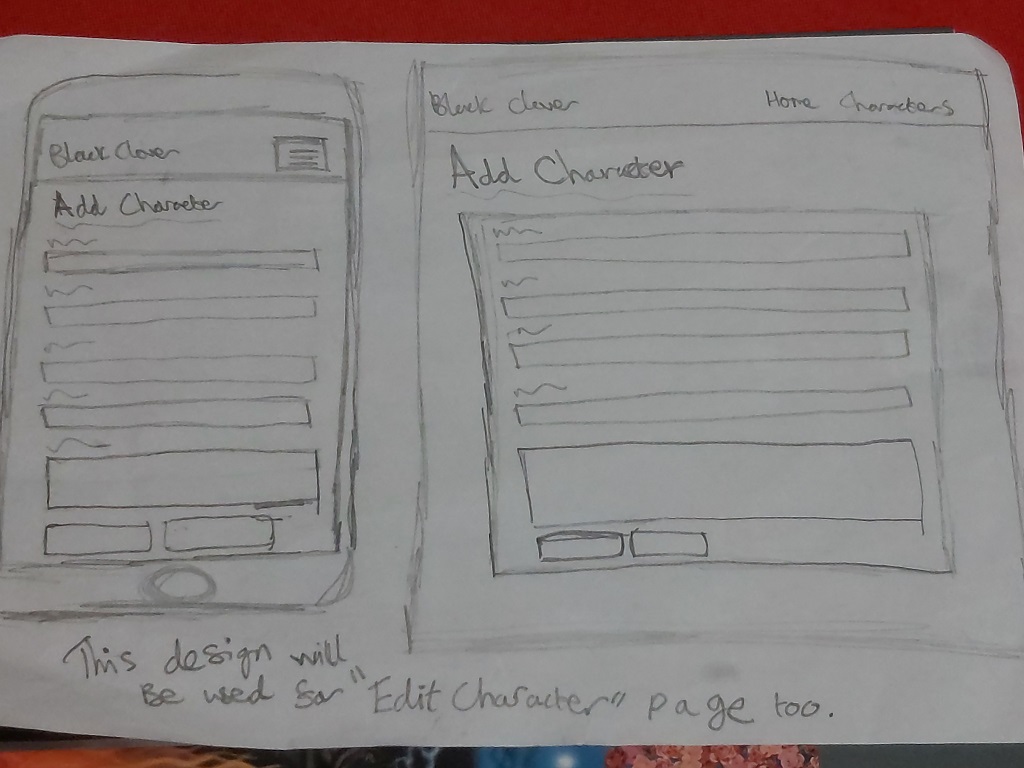 Black Clover
Add Character
Black Clover
Home Characters
Add Character
This design will
Be used for "Edit Character" page too.